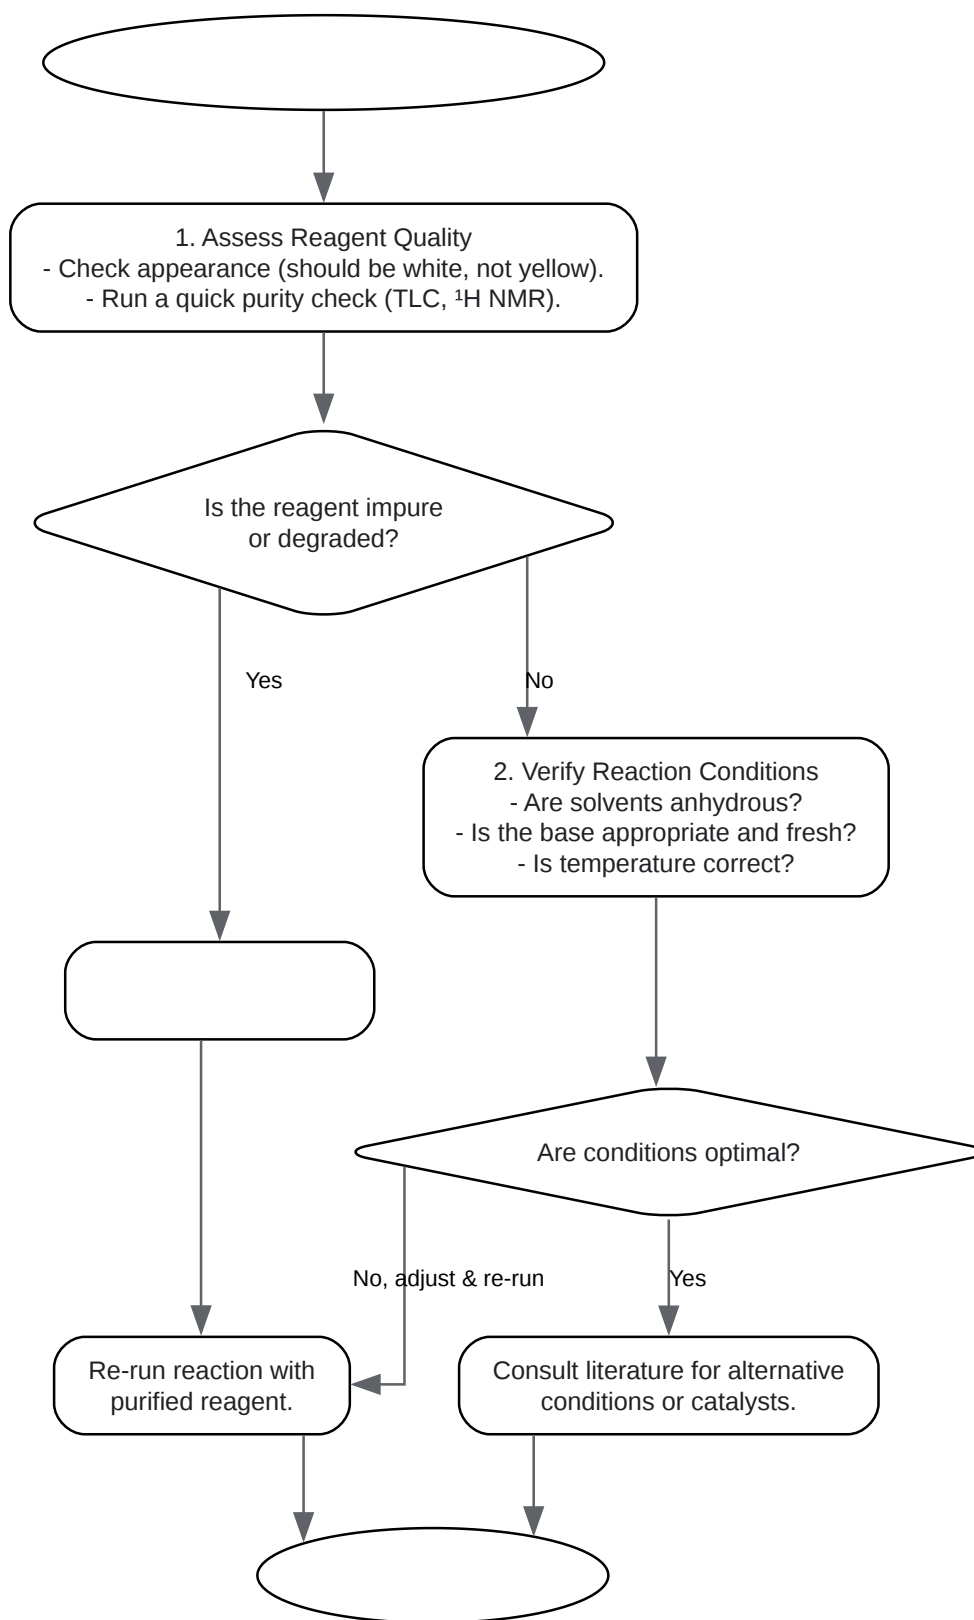 1. Assess Reagent Quality
- Check appearance (should be white, not yellow).
- Run a quick purity check (TLC, ¹H NMR).
Is the reagent impure
or degraded?
Yes
No
2. Verify Reaction Conditions
- Are solvents anhydrous?
- Is the base appropriate and fresh?
- Is temperature correct?
Are conditions optimal?
No, adjust & re-run
Yes
Re-run reaction with
purified reagent.
Consult literature for alternative
conditions or catalysts.